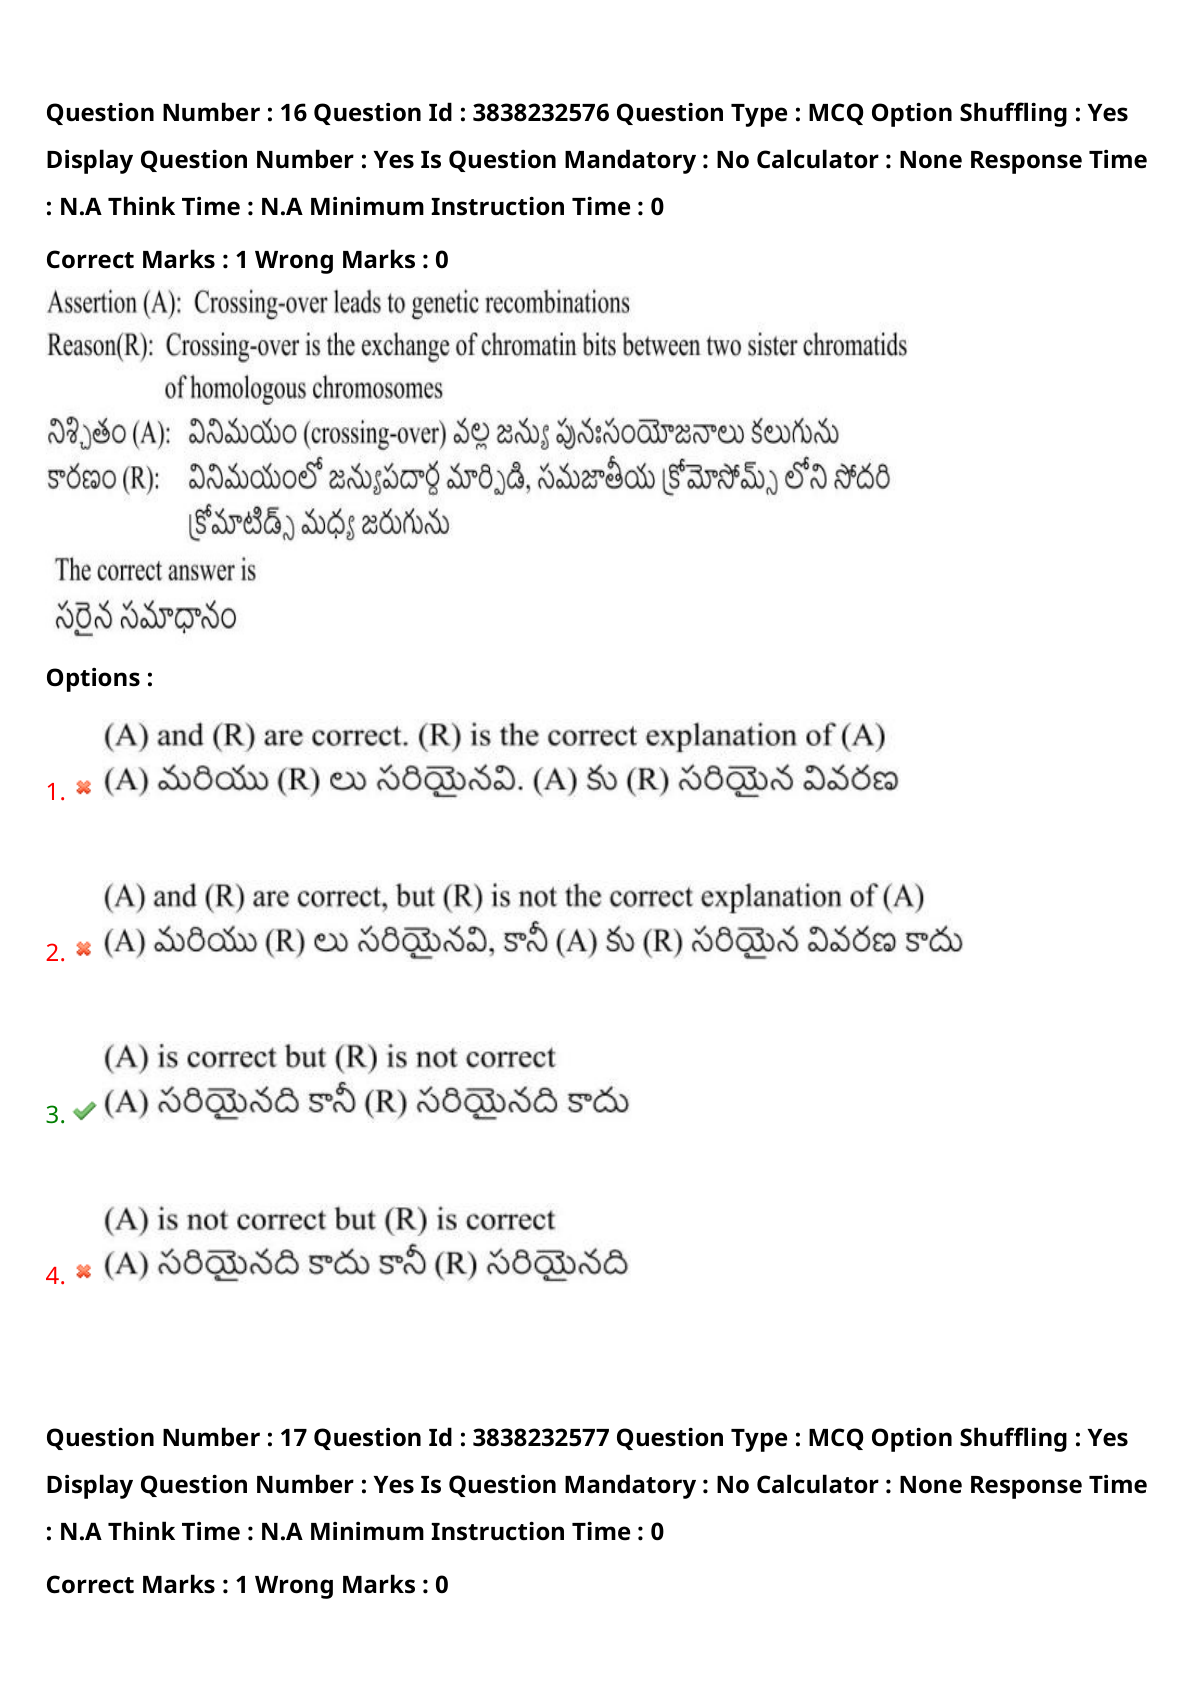 Question Number : 16 Question Id : 3838232576 Question Type : MCQ Option Shuffling : Yes
Display Question Number : Yes Is Question Mandatory : No Calculator : None Response Time
: N.A Think Time : N.A Minimum Instruction Time : 0
Correct Marks : 1 Wrong Marks : 0
Assertion (A): Crossing-over leads to genetic recombinations
Reason(R): Crossing-over is the exchange of chromatin bits between two sister chromatids
of homologous chromosomes
నిశ్చితం (A): వినిమయం (crossing-over) వల్ల జన్యు పునఃసంయోజనాలు కలుగును
కారణం (R): వినిమయంలో జన్యుపదార్ధ మార్పిడి, సమజాతీయ క్రోమోసోమ్స్ లోని సోదరి
క్రోమాటిడ్స్ మధ్య జరుగును
The correct answer is
సరైన సమాధానం
Options :
(A) and (R) are correct. (R) is the correct explanation of (A)
1. (A) మరియు (R) లు సరియైనవి. (A) కు (R) సరియైన వివరణ
(A) and (R) are correct, but (R) is not the correct explanation of (A)
2. (A) మరియు (R) లు సరియైనవి, కానీ (A) కు (R) సరియైన వివరణ కాదు
(A) is correct but (R) is not correct
3. (A) సరియైనది కానీ (R) సరియైనది కాదు
(A) is not correct but (R) is correct
4. (A) సరియైనది కాదు కానీ (R) సరియైనది
Question Number : 17 Question Id : 3838232577 Question Type : MCQ Option Shuffling : Yes
Display Question Number : Yes Is Question Mandatory : No Calculator : None Response Time
: N.A Think Time : N.A Minimum Instruction Time : 0
Correct Marks : 1 Wrong Marks : 0